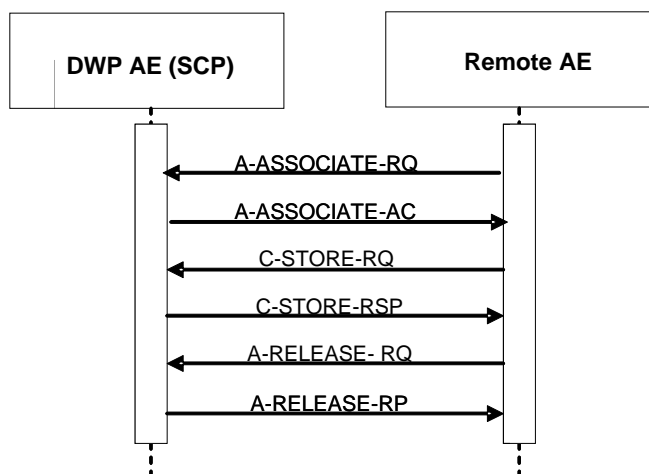 DWP AE (SCP)
Remote AE
A-ASSOCIATE-RQ
A-ASSOCIATE-AC
C-STORE-RQ
C-STORE-RSP
A-RELEASE- RQ
A-RELEASE-RP